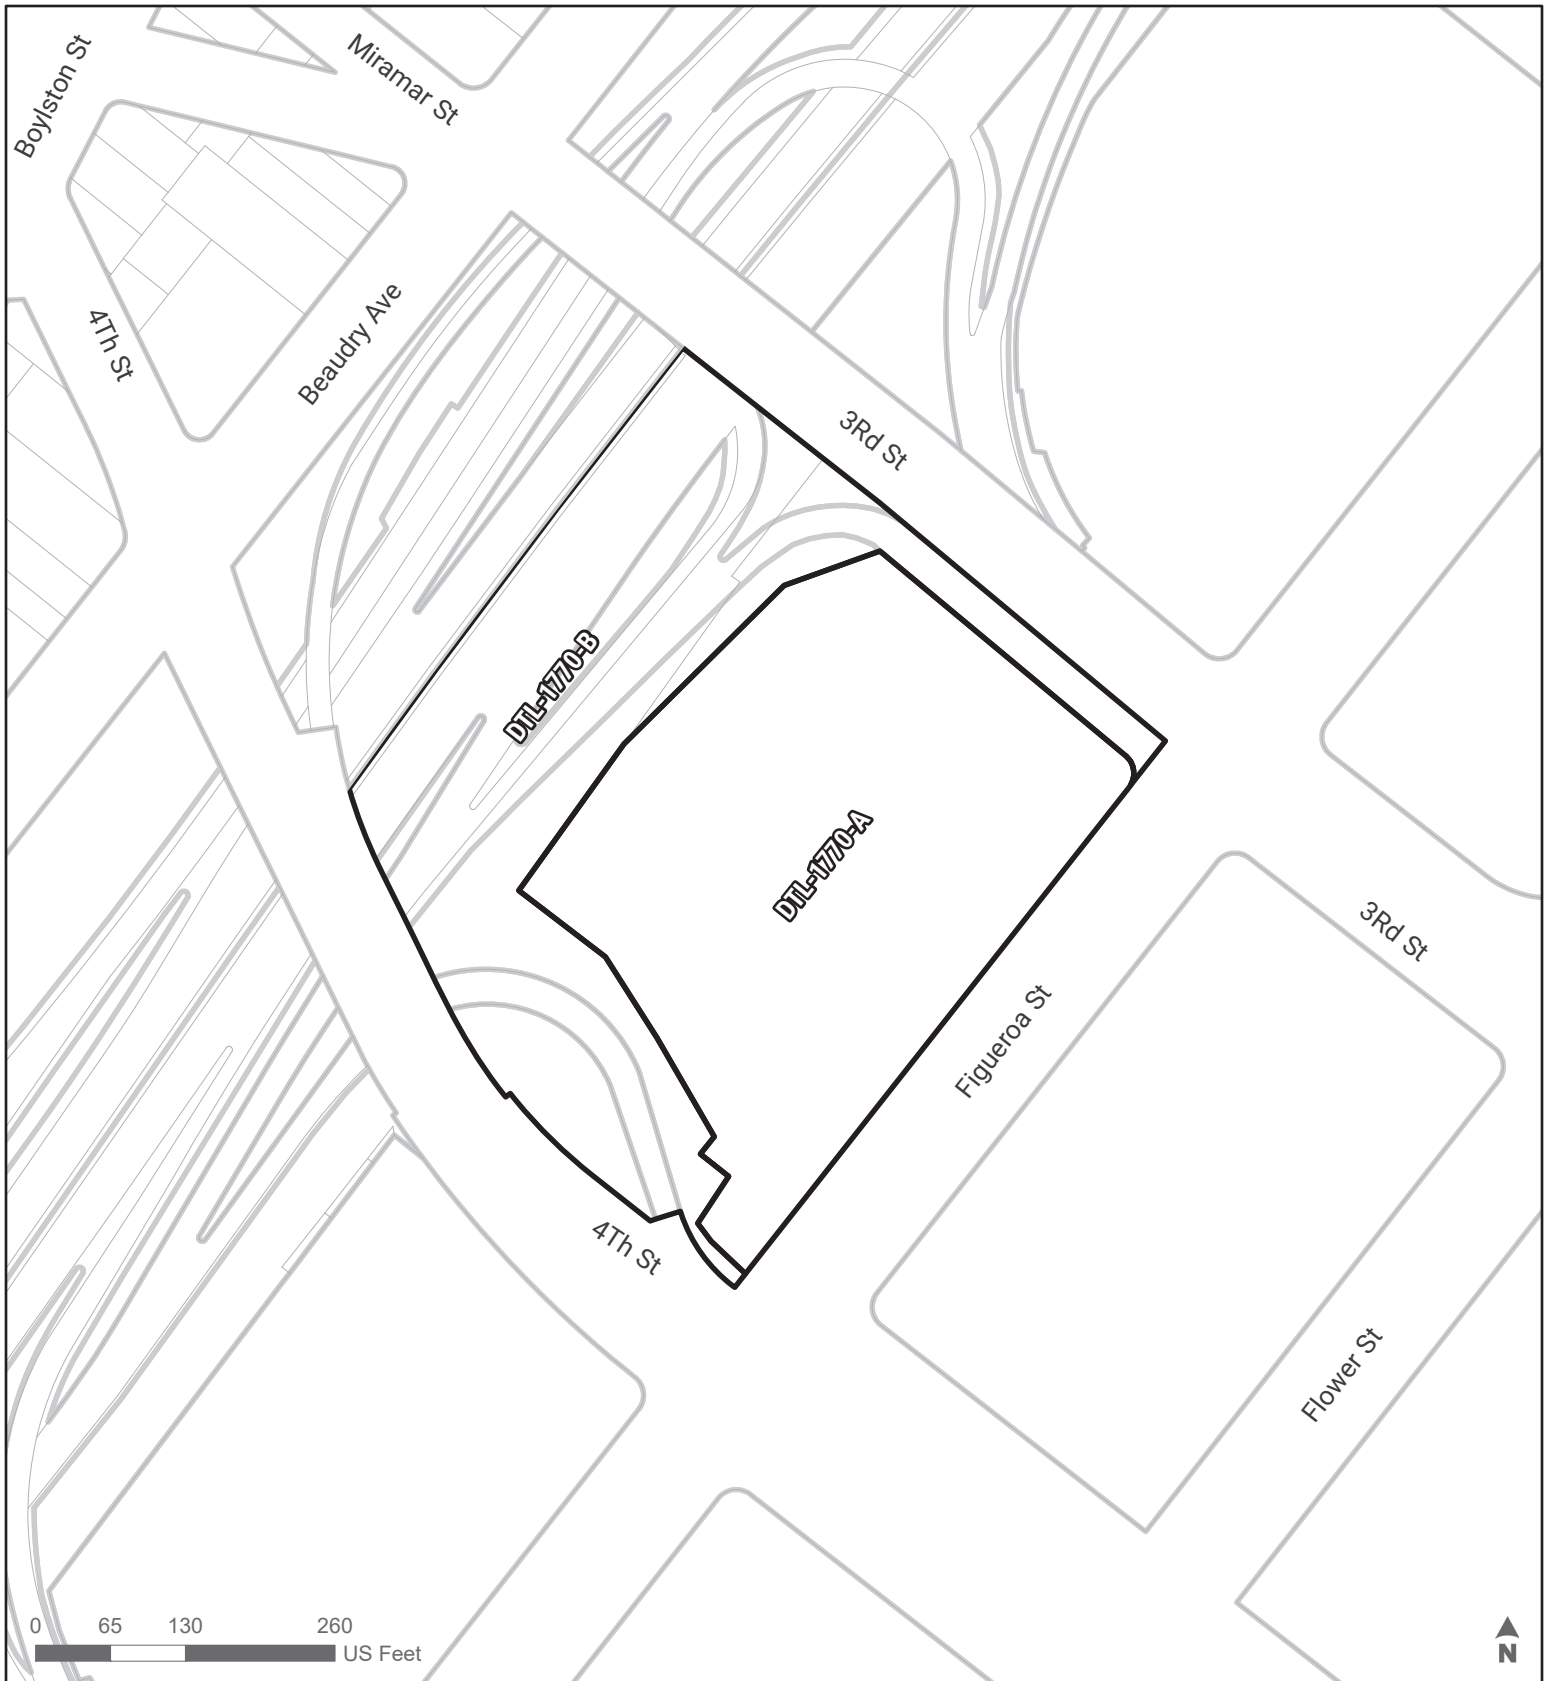 Boylston St
Miramar St
4Th St
Beaudry Ave
3Rd St
DTL-1770-B
DTL-1770-A
3Rd St
Figueroa St
4Th St
Flower St
0 65 130 260
US Feet
N